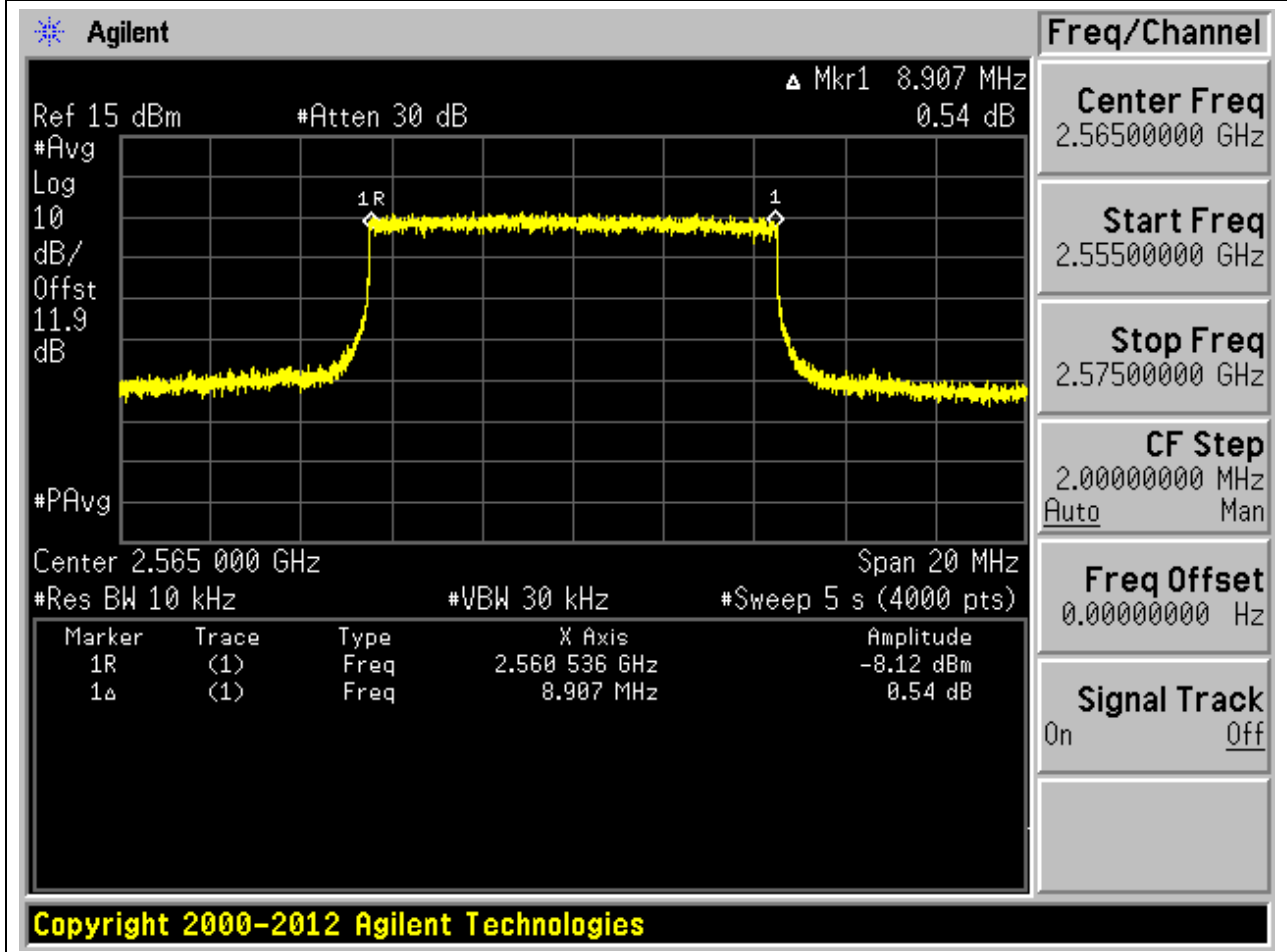 Agilent
Freq/Channel
Δ Mkr1 8.907 MHz
Ref 15 dBm #Atten 30 dB 0.54 dB
#Avg
Log
10
dB/
Offst
11.9
dB
1R
1
#PAvg
Center 2.565 000 GHz Span 20 MHz
#Res BW 10 kHz #VBW 30 kHz #Sweep 5 s (4000 pts)
Marker Trace Type X Axis Amplitude
1R (1) Freq 2.560 536 GHz -8.12 dBm
1Δ (1) Freq 8.907 MHz 0.54 dB
Center Freq
2.56500000 GHz
Start Freq
2.55500000 GHz
Stop Freq
2.57500000 GHz
CF Step
2.00000000 MHz
Auto Man
Freq Offset
0.00000000 Hz
Signal Track
On Off
Copyright 2000-2012 Agilent Technologies